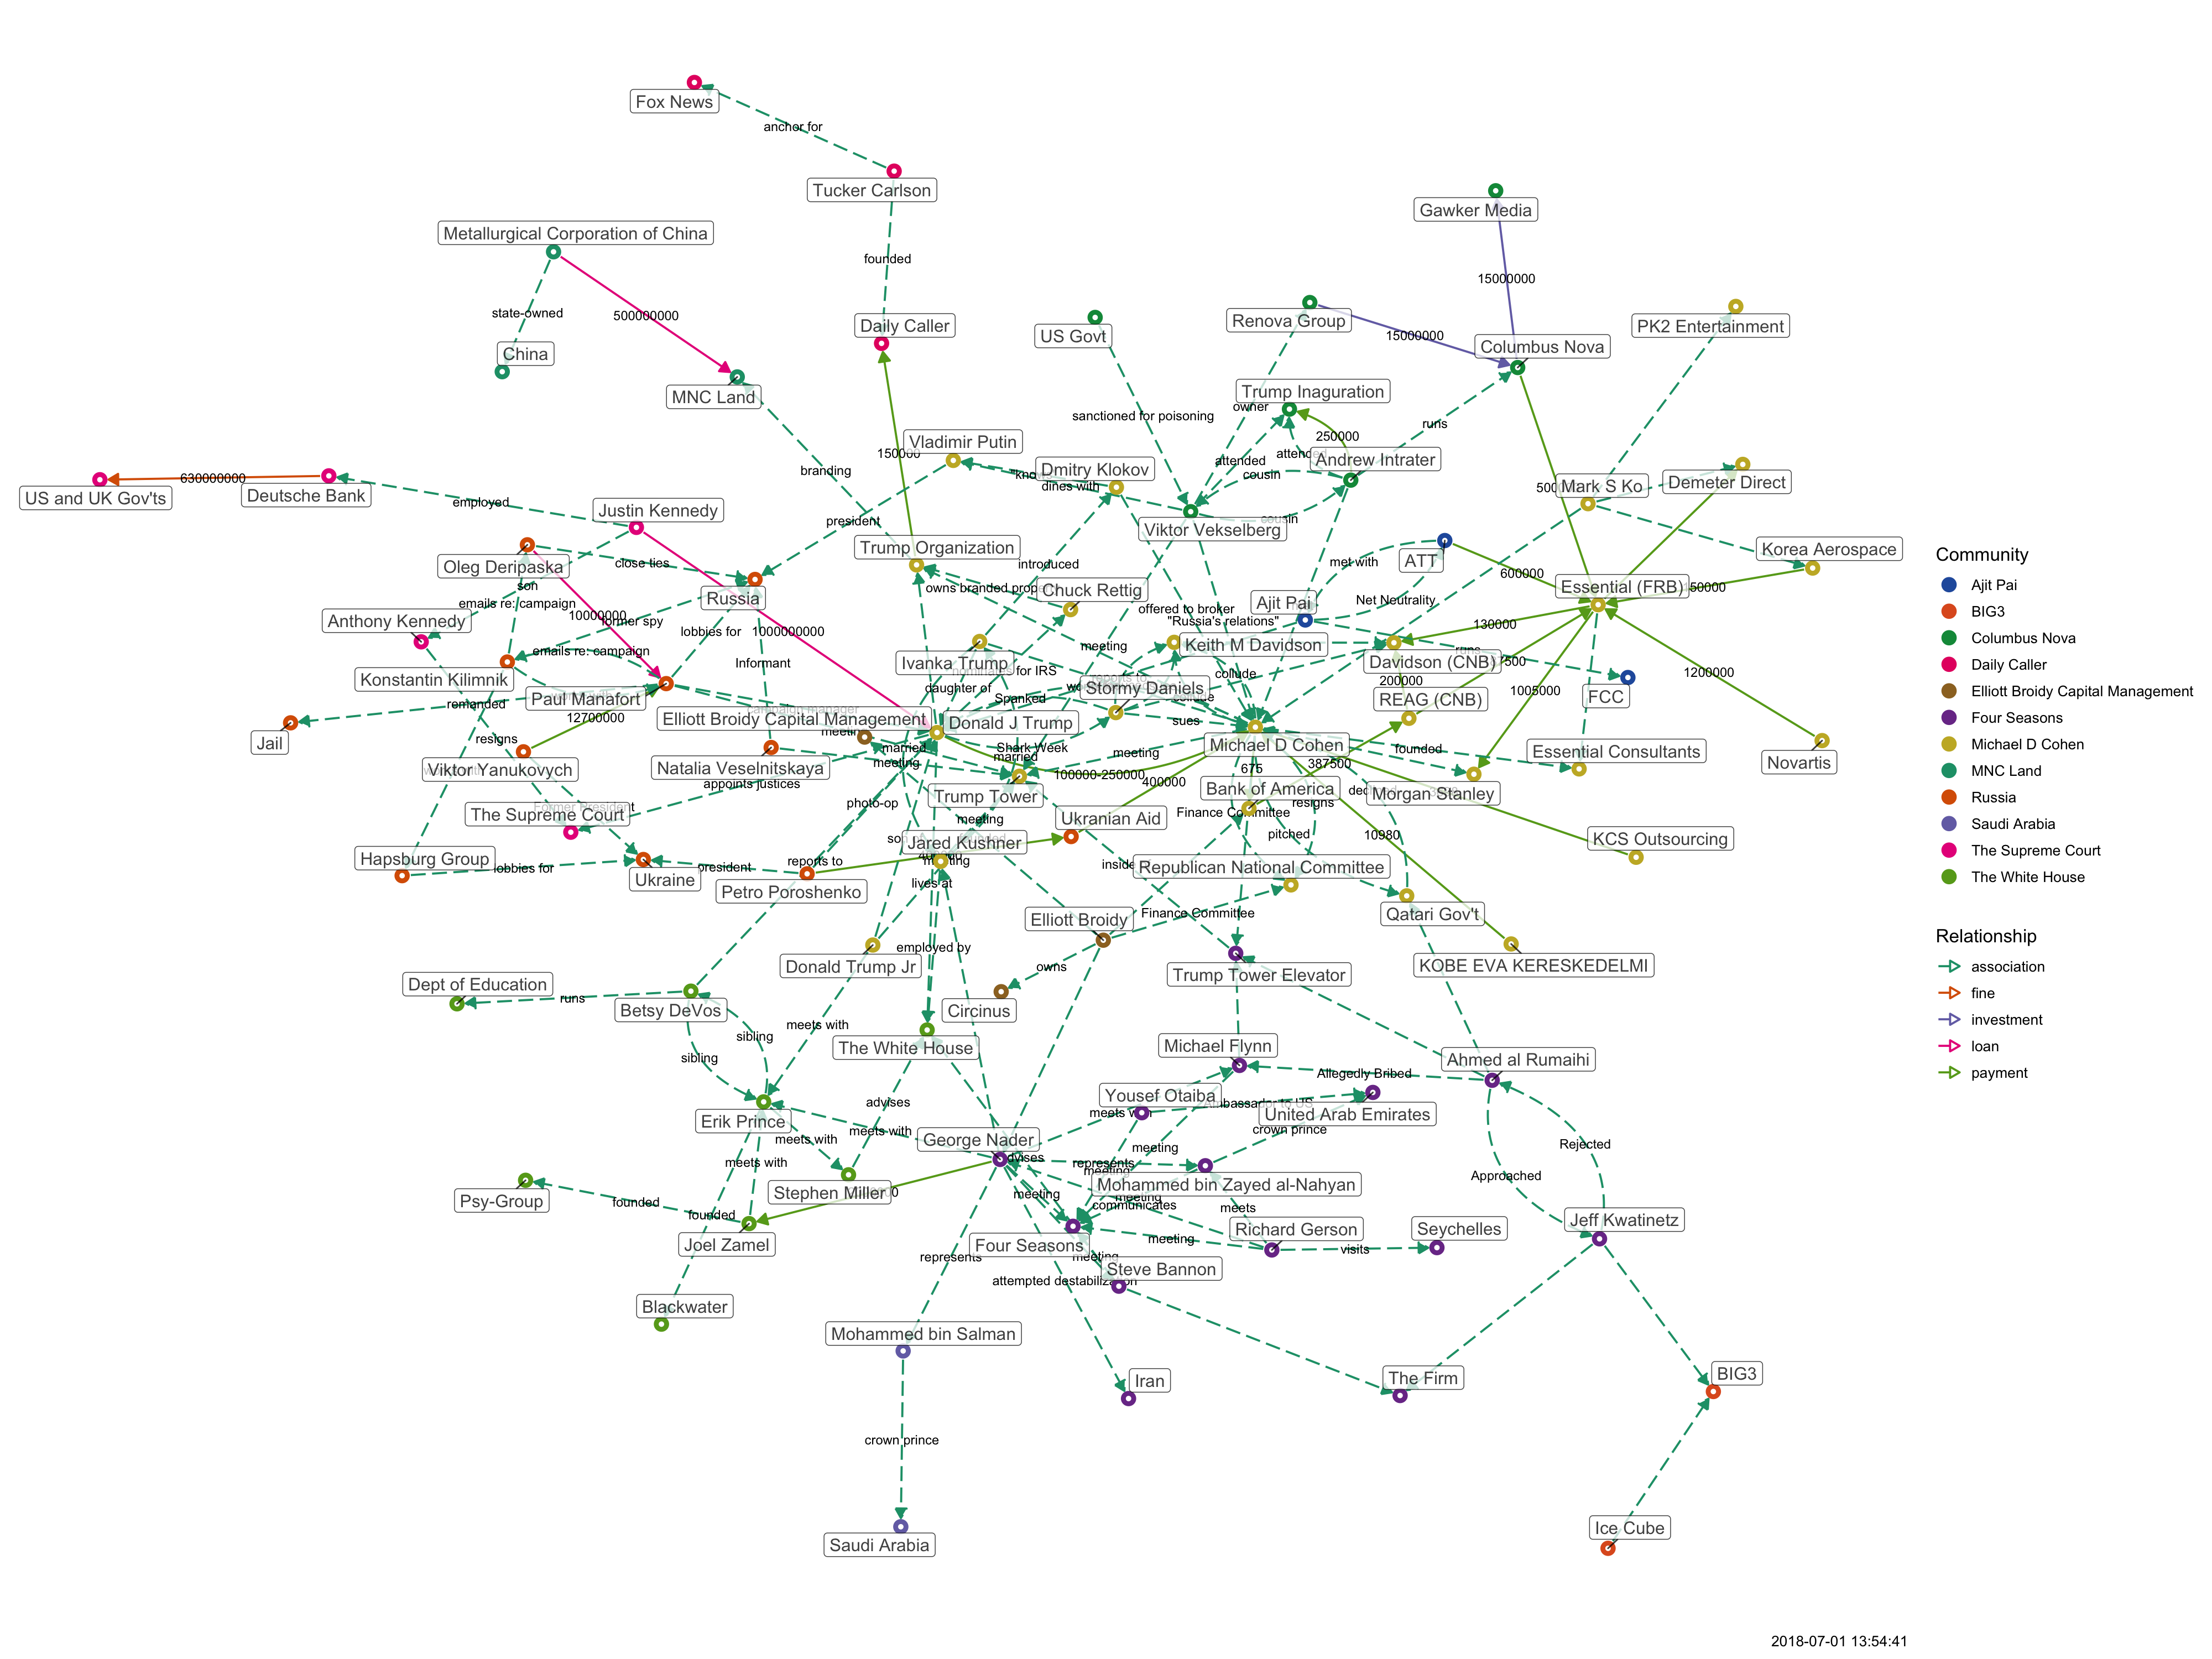 Fox News
anchor for
Tucker Carlson
Gawker Media
Metallurgical Corporation of China
founded
15000000
state-owned
500000000
Daily Caller
US Govt
Renova Group
15000000
PK2 Entertainment
China
Columbus Nova
MNC Land
Trump Inaguration
owner
sanctioned for poisoning
runs
250000
Vladimir Putin
150000
attended
Andrew Intrater
branding
Dmitry Klokov
cousin
dines with
630000000
US and UK Gov'ts
Deutsche Bank
employed
Mark S Ko
Demeter Direct
Justin Kennedy
president
Viktor Vekselberg
cousin
Trump Organization
Korea Aerospace
Oleg Deripaska
close ties
introduced
met with
ATT
600000
son
Russia
Chuck Rettig
Essential (FRB)
150000
emails re: campaign
10000000
former spy
offered to broker
Ajit Pai
Net Neutrality
Anthony Kennedy
lobbies for
1000000000
"Russia's relations"
130000
emails re: campaign
Informant
Ivanka Trump
meeting
Keith M Davidson
Davidson (CNB)
Konstantin Kilimnik
daughter of
collude
Stormy Daniels
200000
REAG (CNB)
1005000
FCC
1200000
remanded
Paul Manafort
Spanked
12700000
Elliott Broidy Capital Management
Donald J Trump
sues
Jail
resigns
married
Shark Week
married
meeting
Michael D Cohen
founded
Essential Consultants
Novartis
Viktor Yanukovych
Natalia Veselnitskaya
meeting
100000-250000
400000
675
387500
appoints justices
Trump Tower
Bank of America
Morgan Stanley
The Supreme Court
photo-op
meeting
Ukranian Aid
Finance Committee
resigns
pitched
10980
KCS Outsourcing
Hapsburg Group
lobbies for
Ukraine
president
reports to
Petro Poroshenko
Jared Kushner
meeting
lives at
Republican National Committee
Qatari Gov't
Elliott Broidy
Finance Committee
employed by
Donald Trump Jr
owns
Trump Tower Elevator
KOBE EVA KERESKEDELMI
Dept of Education
runs
Betsy DeVos
Circinus
sibling
sibling
meets with
The White House
Michael Flynn
Ahmed al Rumaihi
Allegedly Bribed
Yousef Otaiba
Ambassador to US
United Arab Emirates
Erik Prince
advises
meets with
meets with
George Nader
crown prince
meeting
Rejected
meets with
represents
Approached
Psy-Group
founded
Stephen Miller
founded
Joel Zamel
meeting
Mohammed bin Zayed al-Nahyan
communicates
meets
Four Seasons
meeting
Richard Gerson
visits
Seychelles
Jeff Kwatinetz
represents
Steve Bannon
attempted destabilization
Blackwater
Mohammed bin Salman
Iran
The Firm
BIG3
crown prince
Saudi Arabia
Ice Cube
Community
Ajit Pai
BIG3
Columbus Nova
Daily Caller
Elliott Broidy Capital Management
Four Seasons
Michael D Cohen
MNC Land
Russia
Saudi Arabia
The Supreme Court
The White House
Relationship
association
fine
investment
loan
payment
2018-07-01 13:54:41